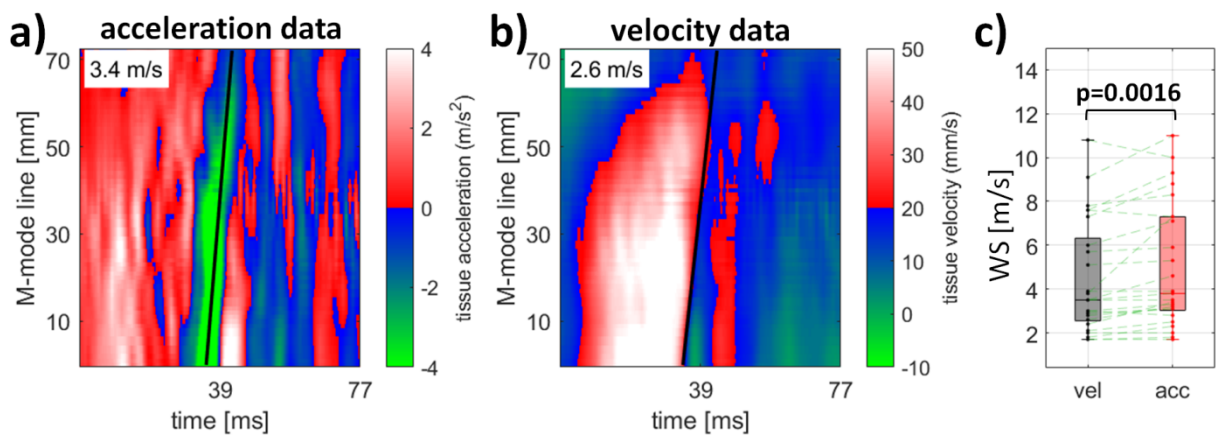 a) acceleration data
3.4 m/s
70
50
30
10
M-mode line [mm]
39
77
time [ms]
4
2
0
-2
-4
tissue acceleration (m/s²)
b) velocity data
2.6 m/s
70
50
30
10
M-mode line [mm]
39
77
time [ms]
50
40
30
20
10
0
-10
tissue velocity (mm/s)
c)
p=0.0016
14
12
10
8
6
4
2
WS [m/s]
vel
acc